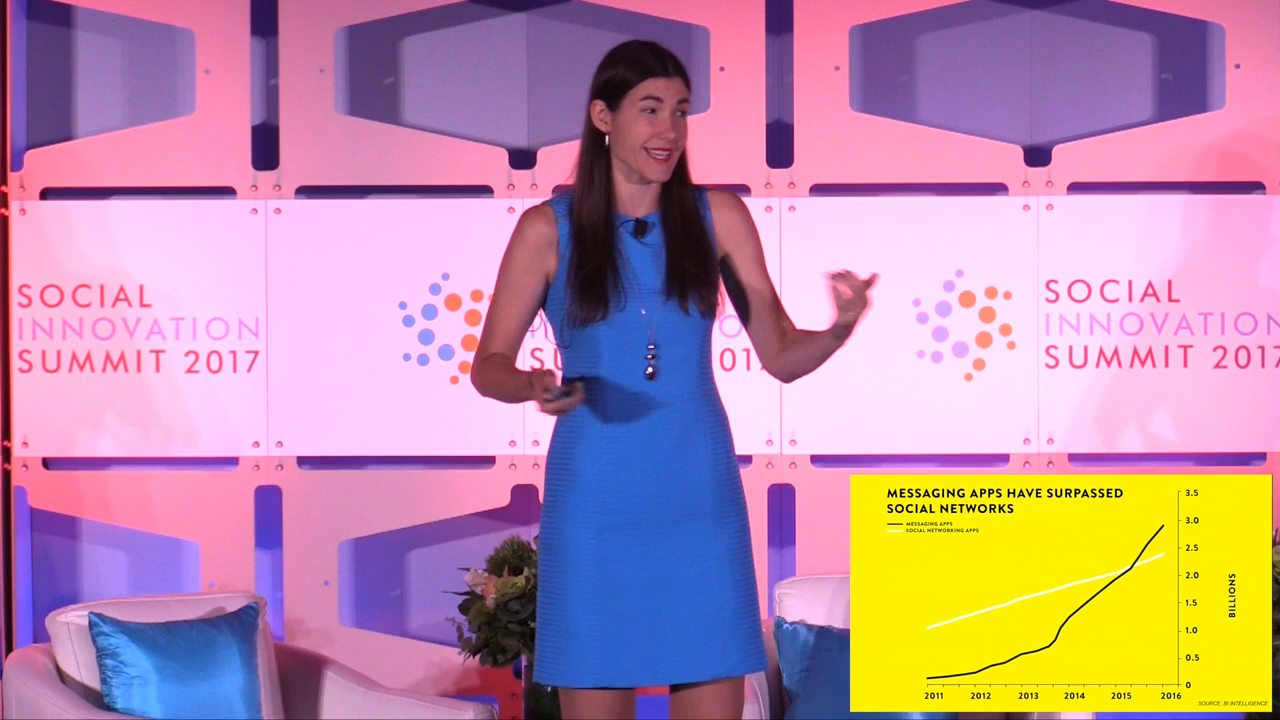 SOCIAL
INNOVATION
SUMMIT 2017
SOCIAL
INNOVATION
SUMMIT 2017
MESSAGING APPS HAVE SURPASSED
SOCIAL NETWORKS
MESSAGING APPS
SOCIAL NETWORKING APPS
3.5
3.0
2.5
2.0
1.5
1.0
0.5
0
BILLIONS
2011 2012 2013 2014 2015 2016
SOURCE: BI INTELLIGENCE